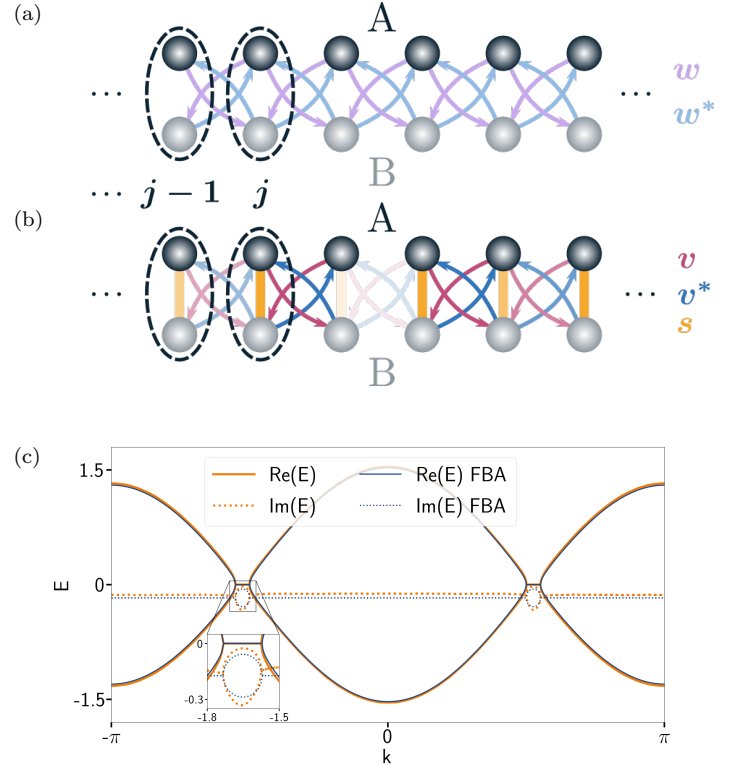 (a)
A
w
... ...
w*
B
... j − 1 j
(b)
A
v
... ...
v*
s
B
(c)
1.5
Re(E) Re(E) FBA
Im(E) Im(E) FBA
E
0
0
-0.3
-1.8 -1.5
-1.5
-π 0 π
k